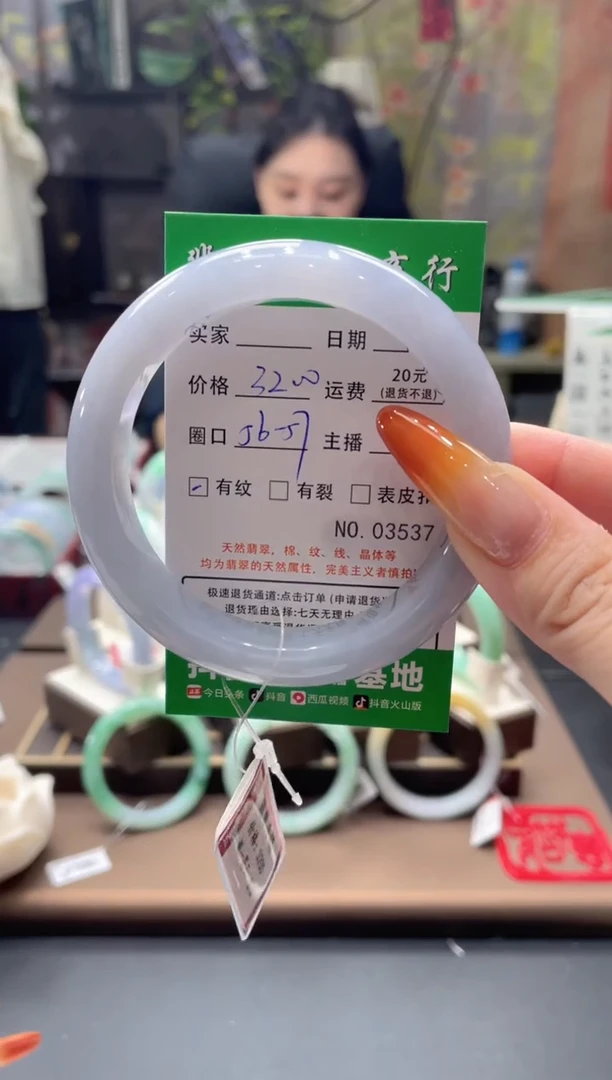 行
买家 日期
价格 3200 运费 20元
(退货不退)
圈口 56-57 主播
有纹 有裂 表皮
NO.03537
天然翡翠，棉、纹、线、晶体等
均为翡翠的天然属性，完美主义者慎拍
极速退货通道:点击订单(申请退货
退货理由选择:七天无理由
基地
今日头条 抖音 西瓜视频 抖音火山版